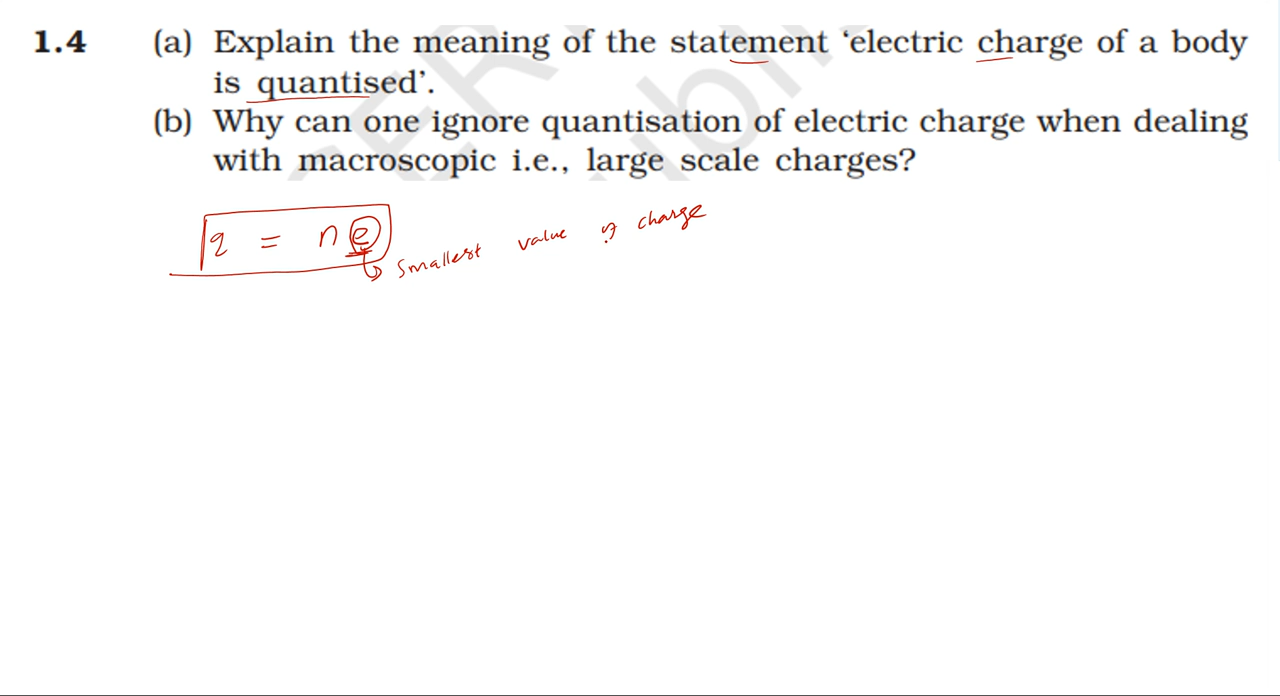 1.4 (a) Explain the meaning of the statement ‘electric charge of a body
is quantised’.
(b) Why can one ignore quantisation of electric charge when dealing
with macroscopic i.e., large scale charges?
q = ne
smallest value of charge